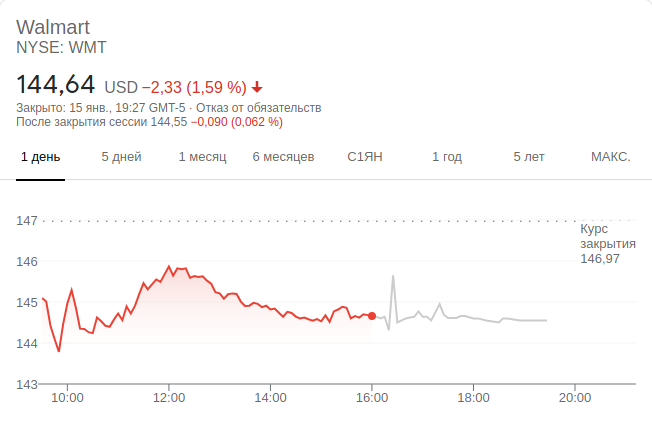 Walmart
NYSE: WMT
144,64 USD −2,33 (1,59 %)
Закрыто: 15 янв., 19:27 GMT-5 · Отказ от обязательств
После закрытия сессии 144,55 −0,090 (0,062 %)
1 день 5 дней 1 месяц 6 месяцев С1ЯН 1 год 5 лет МАКС.
147
Курс
закрытия
146,97
146
145
144
143
10:00 12:00 14:00 16:00 18:00 20:00